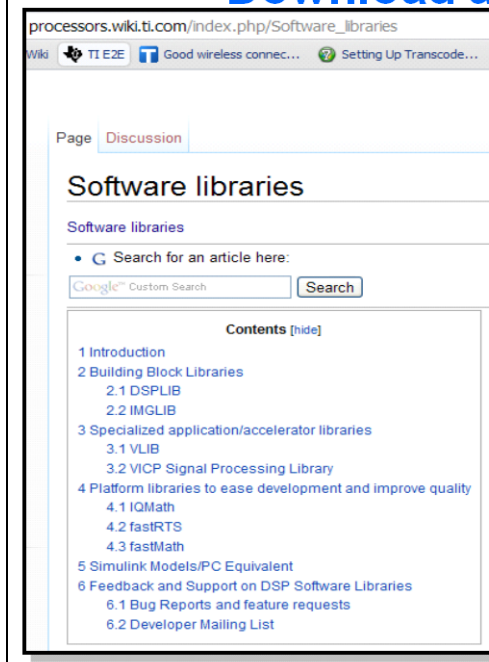 Download a
processors.wiki.ti.com/index.php/Software_libraries
Wiki TI E2E Good wireless connec... Setting Up Transcode...
Page Discussion
Software libraries
Software libraries
• G Search for an article here:
Google™ Custom Search Search
Contents [hide]
1 Introduction
2 Building Block Libraries
2.1 DSPLIB
2.2 IMGLIB
3 Specialized application/accelerator libraries
3.1 VLIB
3.2 VICP Signal Processing Library
4 Platform libraries to ease development and improve quality
4.1 IQMath
4.2 fastRTS
4.3 fastMath
5 Simulink Models/PC Equivalent
6 Feedback and Support on DSP Software Libraries
6.1 Bug Reports and feature requests
6.2 Developer Mailing List